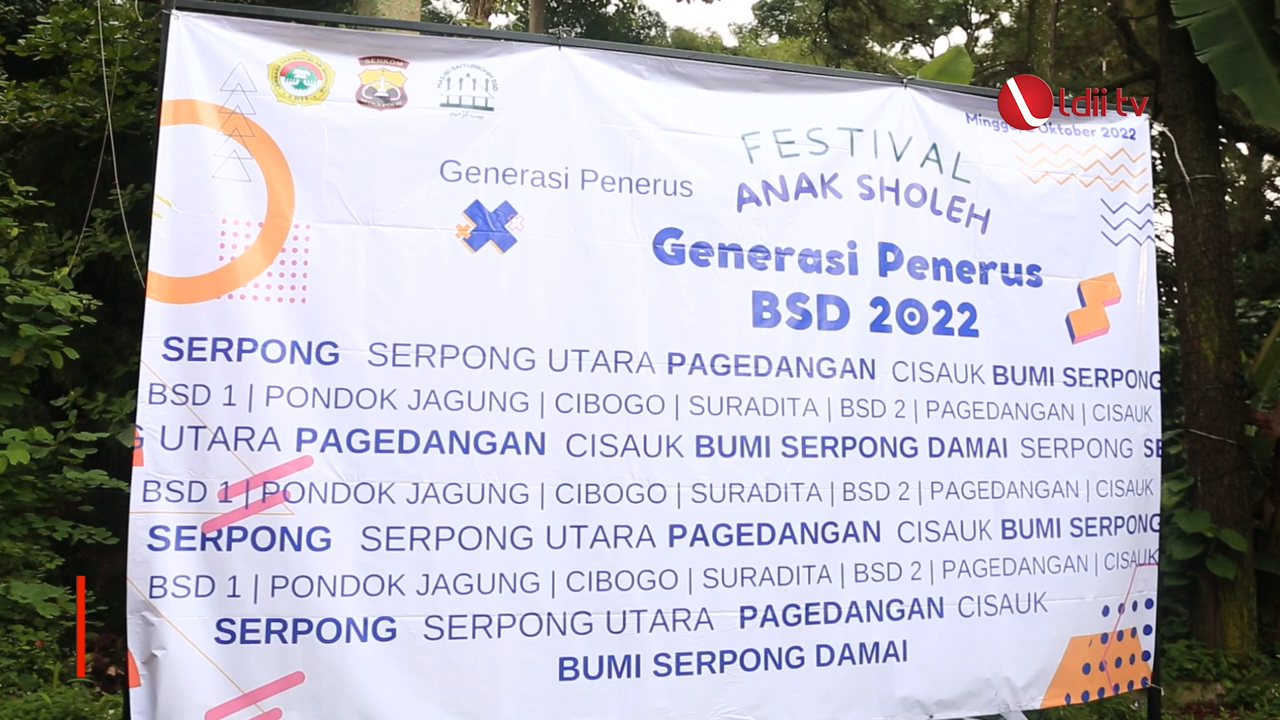 ldii tv
SENKOM
Minggu, Oktober 2022
FESTIVAL
ANAK SHOLEH
Generasi Penerus
Generasi Penerus
BSD 2022
SERPONG SERPONG UTARA PAGEDANGAN CISAUK BUMI SERPONG
BSD 1 | PONDOK JAGUNG | CIBOGO | SURADITA | BSD 2 | PAGEDANGAN | CISAUK
G UTARA PAGEDANGAN CISAUK BUMI SERPONG DAMAI SERPONG SE
BSD 1 | PONDOK JAGUNG | CIBOGO | SURADITA | BSD 2 | PAGEDANGAN | CISAUK
SERPONG SERPONG UTARA PAGEDANGAN CISAUK BUMI SERPONG
BSD 1 | PONDOK JAGUNG | CIBOGO | SURADITA | BSD 2 | PAGEDANGAN | CISAUK
SERPONG SERPONG UTARA PAGEDANGAN CISAUK
BUMI SERPONG DAMAI